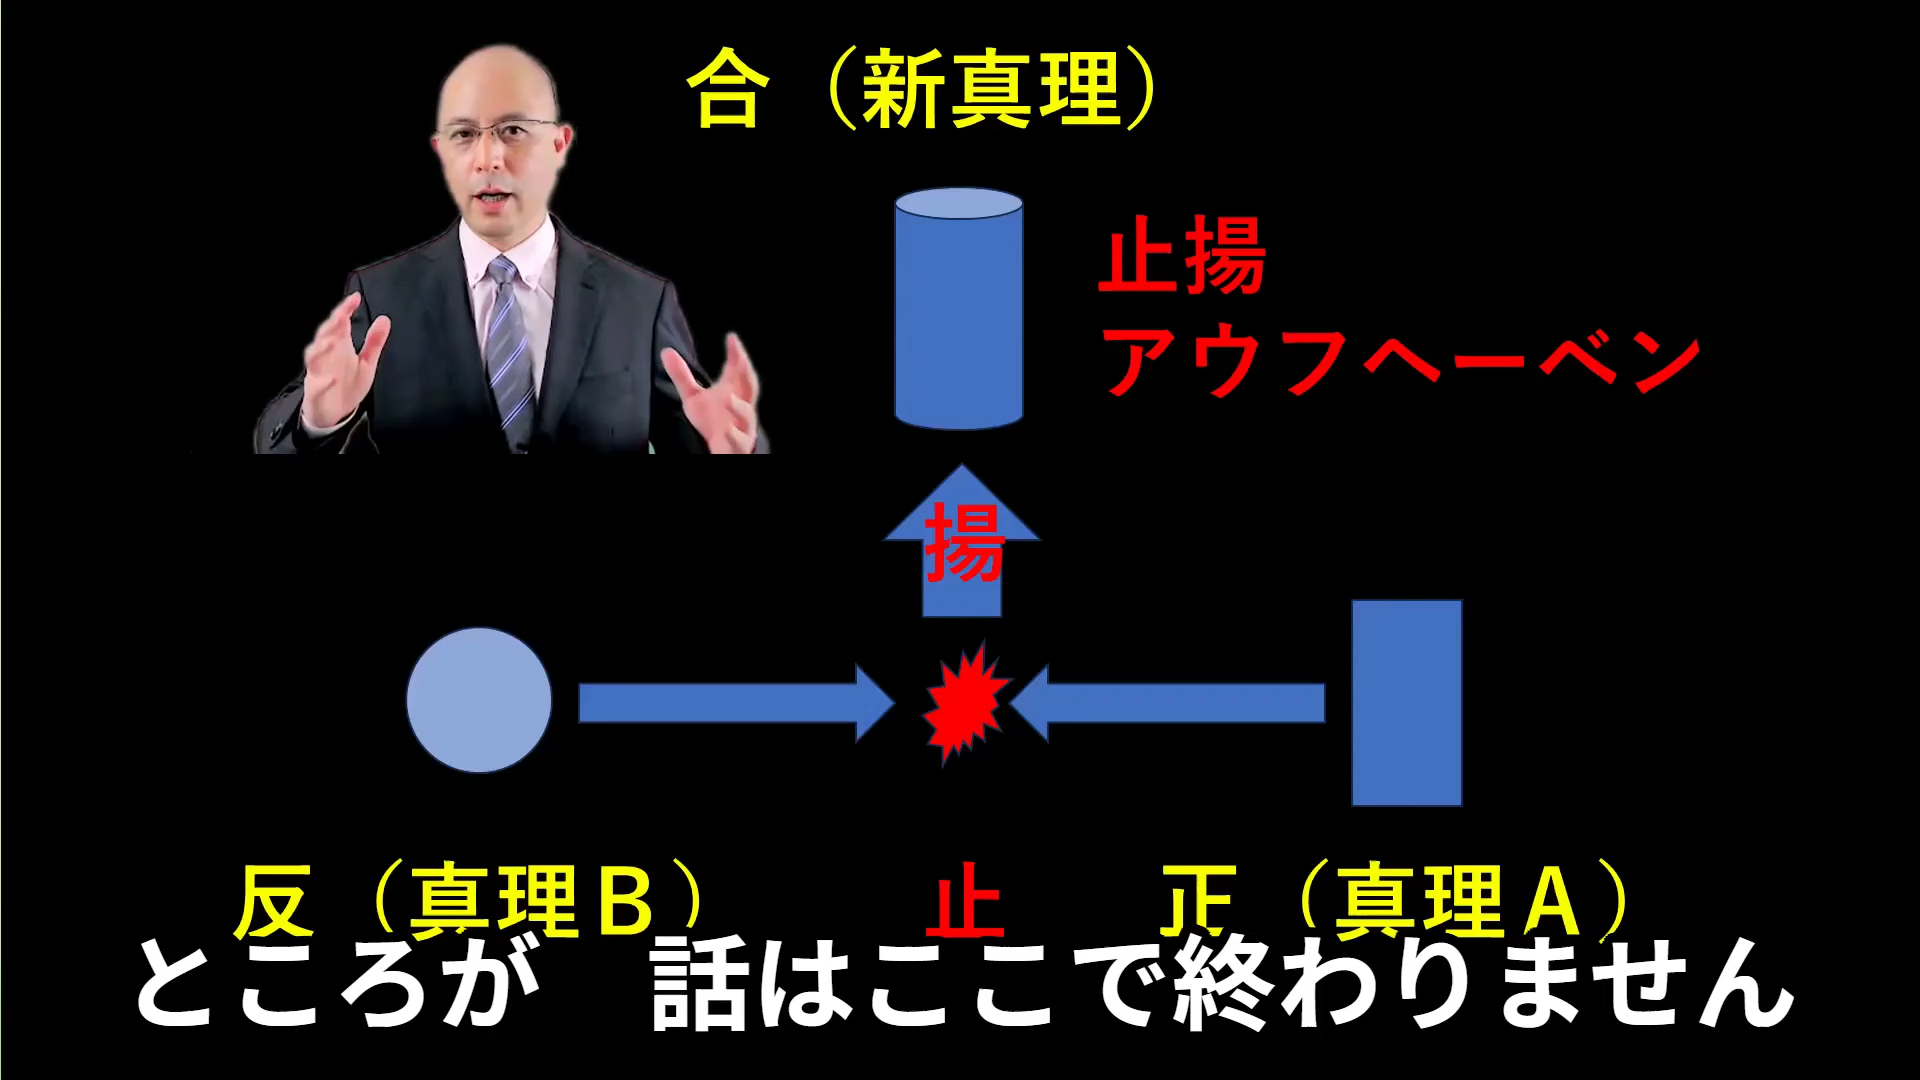 合（新真理）
止揚
アウフヘーベン
揚
反（真理Ｂ）　止　正（真理Ａ）
ところが　話はここで終わりません